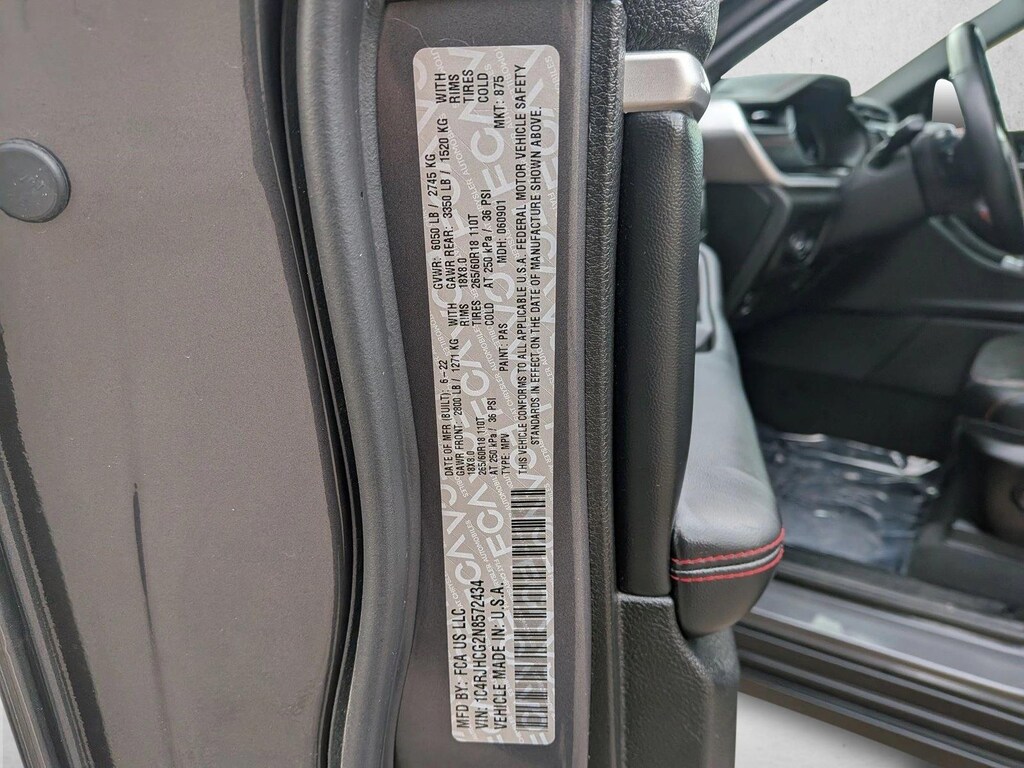 MFD BY: FCA US LLC
DATE OF MFR (BUILT): 6-22
GVWR: 6050 LB / 2745 KG
GAWR FRONT: 2800 LB / 1271 KG WITH
GAWR REAR: 3350 LB / 1520 KG WITH
18X8.0 RIMS
18X8.0 RIMS
265/60R18 110T TIRES
265/60R18 110T TIRES
AT 250 kPa / 36 PSI COLD
AT 250 kPa / 36 PSI COLD
VIN: 1C4RJHCG2N8572434
TYPE: MPV
PAINT: PAS
MDH: 060901
MKT: 875
VEHICLE MADE IN: U.S.A.
THIS VEHICLE CONFORMS TO ALL APPLICABLE U.S.A. FEDERAL MOTOR VEHICLE SAFETY
STANDARDS IN EFFECT ON THE DATE OF MANUFACTURE SHOWN ABOVE.